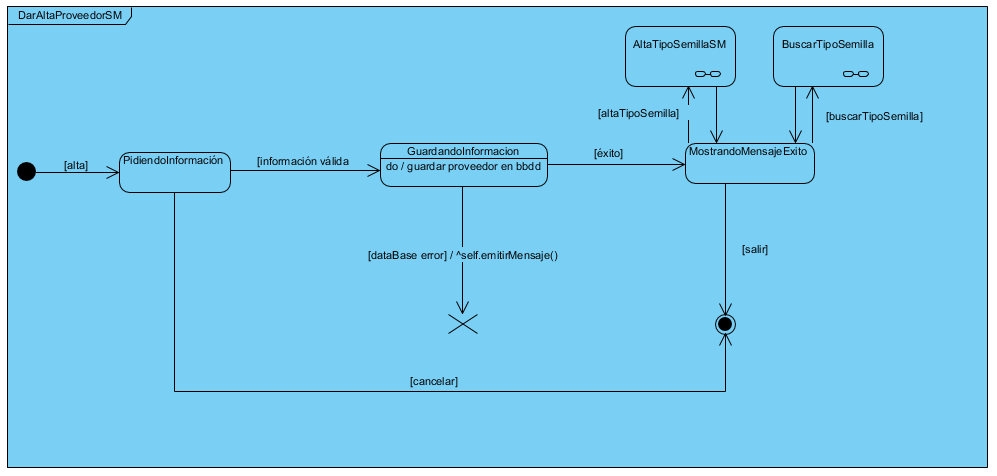 DarAltaProveedorSM
AltaTipoSemillaSM
BuscarTipoSemilla
[altaTipoSemilla]
[buscarTipoSemilla]
[alta]
PidiendoInformación
[información válida
GuardandoInformacion
do / guardar proveedor en bbdd
[éxito]
MostrandoMensajeExito
[dataBase error] / ^self.emitirMensaje()
[salir]
[cancelar]